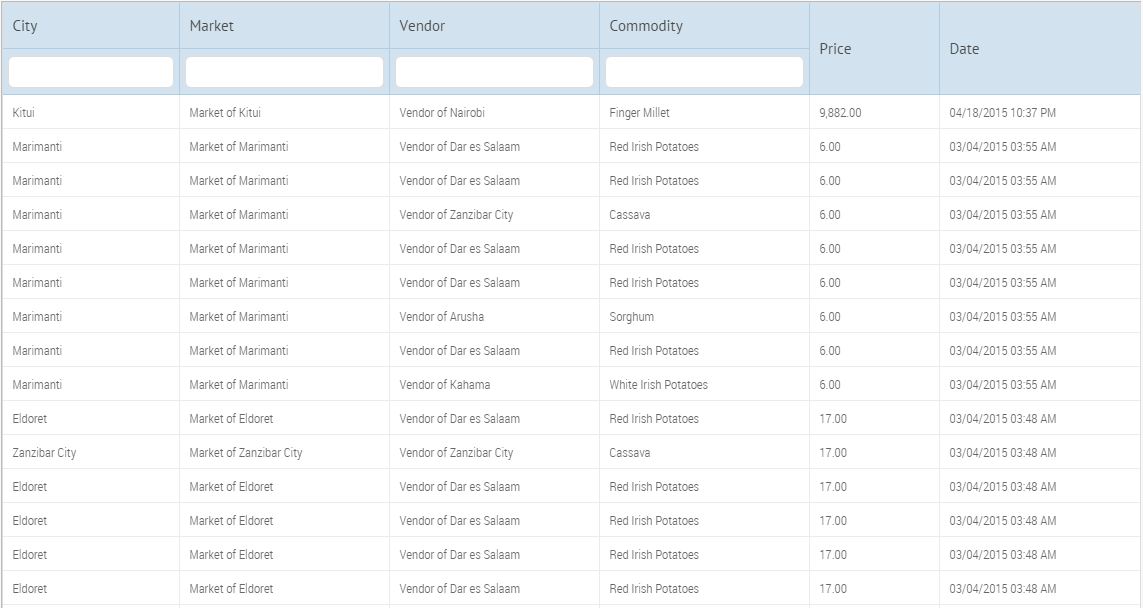 City Market Vendor Commodity Price Date
Kitui Market of Kitui Vendor of Nairobi Finger Millet 9,882.00 04/18/2015 10:37 PM
Marimanti Market of Marimanti Vendor of Dar es Salaam Red Irish Potatoes 6.00 03/04/2015 03:55 AM
Marimanti Market of Marimanti Vendor of Dar es Salaam Red Irish Potatoes 6.00 03/04/2015 03:55 AM
Marimanti Market of Marimanti Vendor of Zanzibar City Cassava 6.00 03/04/2015 03:55 AM
Marimanti Market of Marimanti Vendor of Dar es Salaam Red Irish Potatoes 6.00 03/04/2015 03:55 AM
Marimanti Market of Marimanti Vendor of Dar es Salaam Red Irish Potatoes 6.00 03/04/2015 03:55 AM
Marimanti Market of Marimanti Vendor of Arusha Sorghum 6.00 03/04/2015 03:55 AM
Marimanti Market of Marimanti Vendor of Dar es Salaam Red Irish Potatoes 6.00 03/04/2015 03:55 AM
Marimanti Market of Marimanti Vendor of Kahama White Irish Potatoes 6.00 03/04/2015 03:55 AM
Eldoret Market of Eldoret Vendor of Dar es Salaam Red Irish Potatoes 17.00 03/04/2015 03:48 AM
Zanzibar City Market of Zanzibar City Vendor of Zanzibar City Cassava 17.00 03/04/2015 03:48 AM
Eldoret Market of Eldoret Vendor of Dar es Salaam Red Irish Potatoes 17.00 03/04/2015 03:48 AM
Eldoret Market of Eldoret Vendor of Dar es Salaam Red Irish Potatoes 17.00 03/04/2015 03:48 AM
Eldoret Market of Eldoret Vendor of Dar es Salaam Red Irish Potatoes 17.00 03/04/2015 03:48 AM
Eldoret Market of Eldoret Vendor of Dar es Salaam Red Irish Potatoes 17.00 03/04/2015 03:48 AM